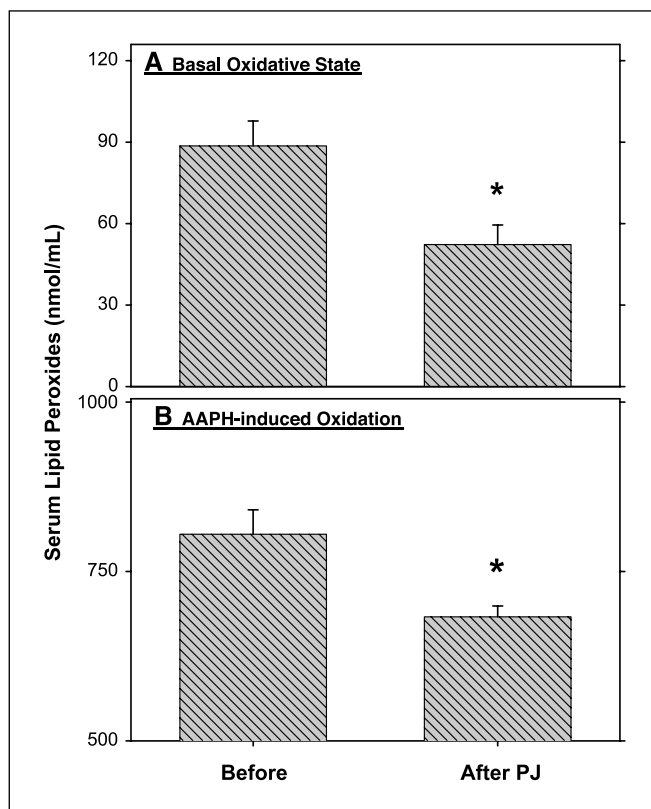 A Basal Oxidative State
120
90
60
30
0
*
Serum Lipid Peroxides (nmol/mL)
B AAPH-induced Oxidation
1000
750
500
*
Before After PJ